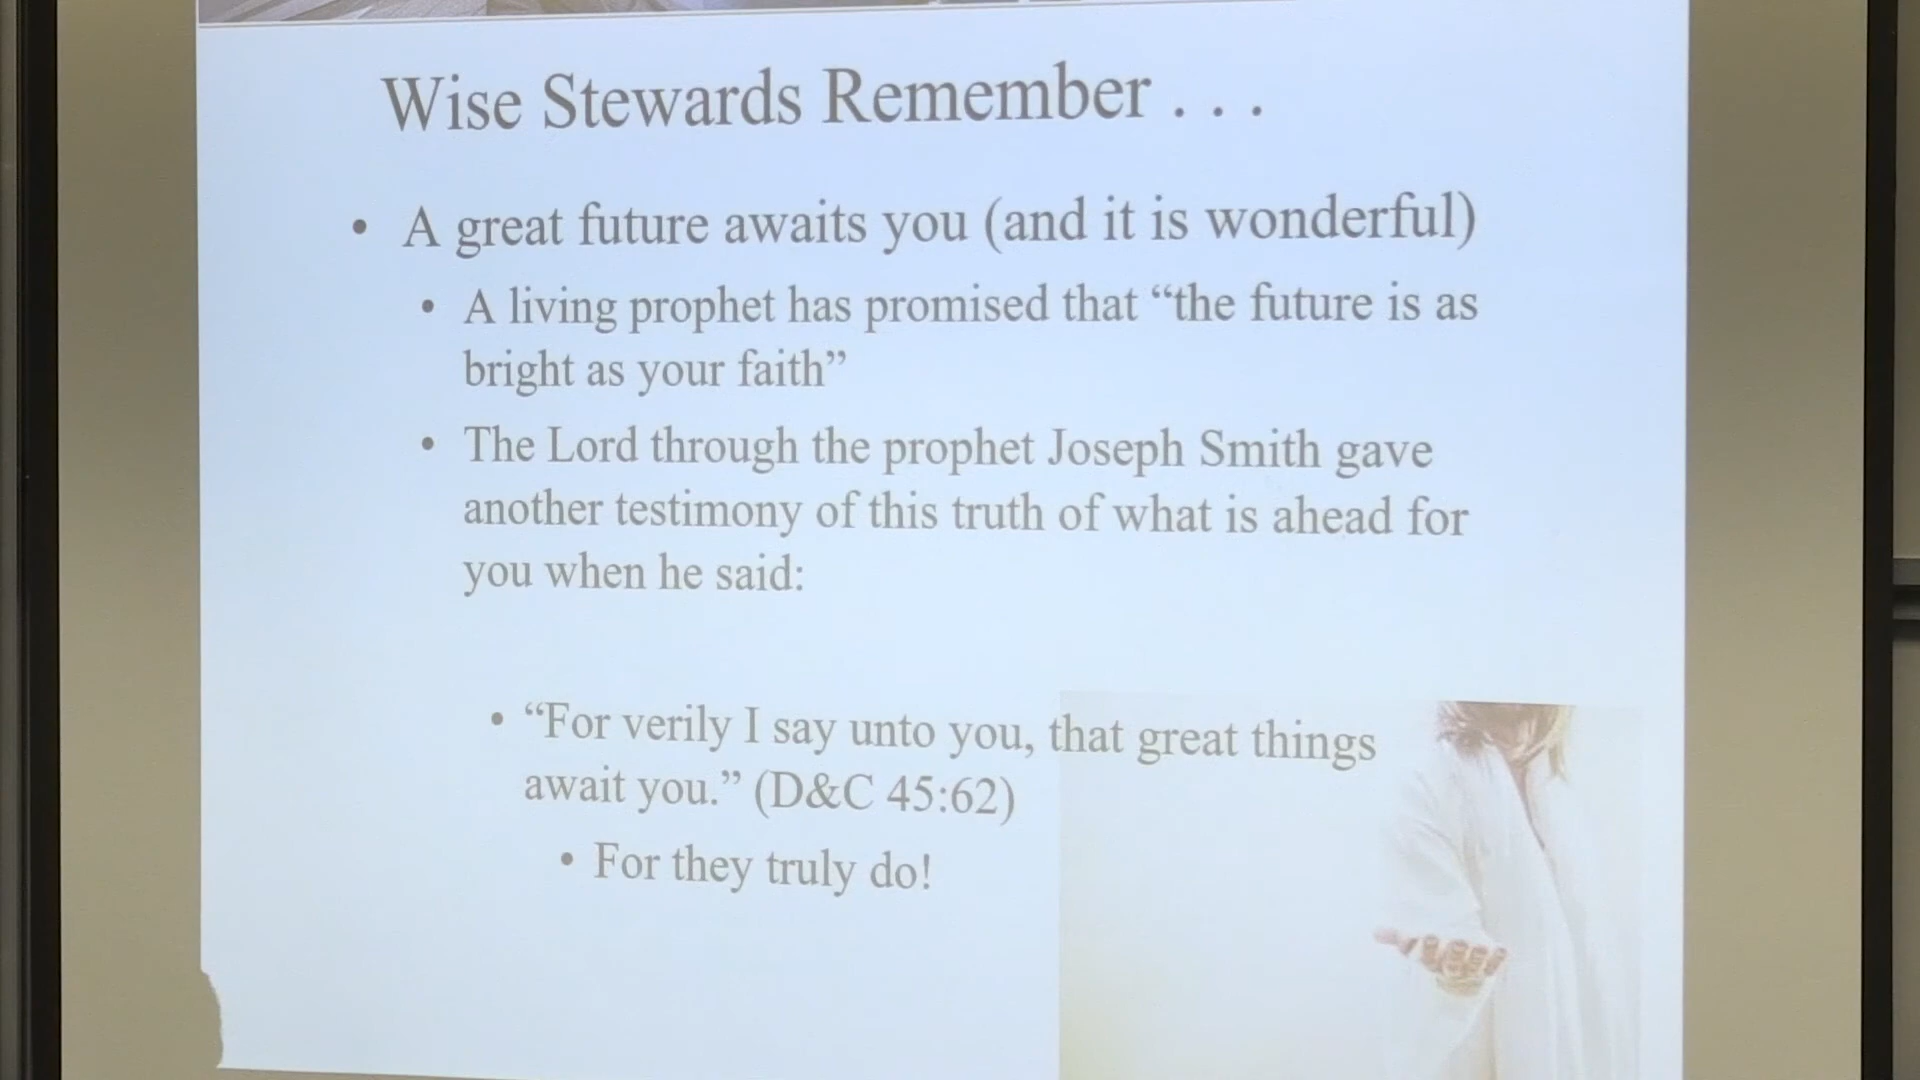 Wise Stewards Remember . . .
• A great future awaits you (and it is wonderful)
• A living prophet has promised that “the future is as
bright as your faith”
• The Lord through the prophet Joseph Smith gave
another testimony of this truth of what is ahead for
you when he said:
• “For verily I say unto you, that great things
await you.” (D&C 45:62)
• For they truly do!